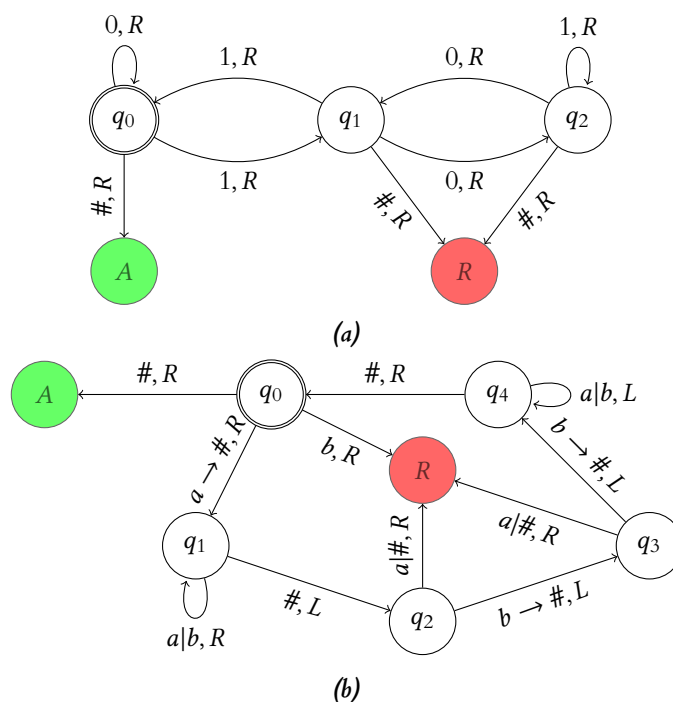 0, R
1, R
1, R
0, R
q0
q1
q2
1, R
0, R
#, R
#, R
#, R
A
R
(a)
#, R
#, R
A
q0
q4
a|b, L
a → #, R
b, R
b → #, L
R
q1
a|#, R
q3
a|#, R
#, L
q2
b → #, L
a|b, R
(b)